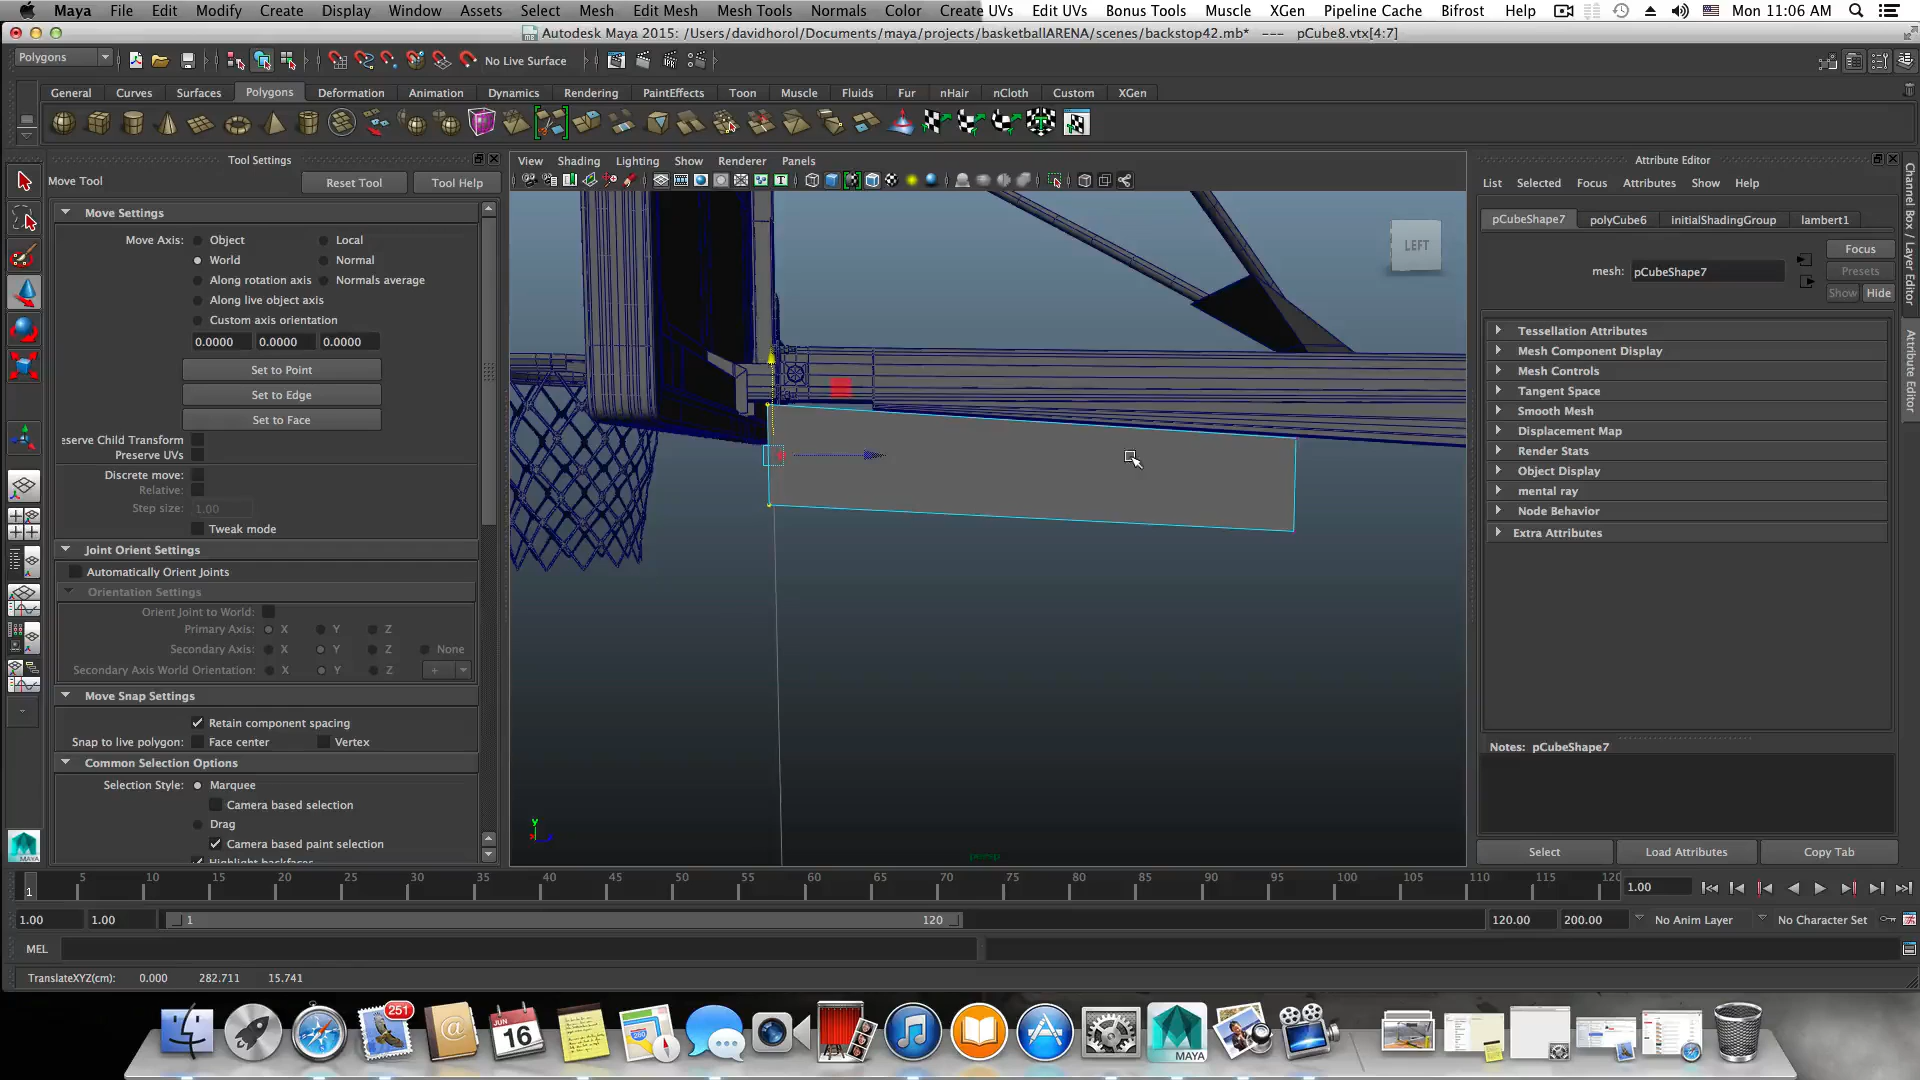 Maya File Edit Modify Create Display Window Assets Select Mesh Edit Mesh Mesh Tools Normals Color Create UVs Edit UVs Bonus Tools Muscle XGen Pipeline Cache Bifrost Help Mon 11:06 AM
Autodesk Maya 2015: /Users/davidhorol/Documents/maya/projects/basketballARENA/scenes/backstop42.mb* --- pCube8.vtx[4:7]
Polygons No Live Surface
General Curves Surfaces Polygons Deformation Animation Dynamics Rendering PaintEffects Toon Muscle Fluids Fur nHair nCloth Custom XGen
Tool Settings
Move Tool Reset Tool Tool Help
Move Settings
Move Axis: Object Local
World Normal
Along rotation axis Normals average
Along live object axis
Custom axis orientation
0.0000 0.0000 0.0000
Set to Point
Set to Edge
Set to Face
eserve Child Transform
Preserve UVs
Discrete move:
Relative:
Step size: 1.00
Tweak mode
Joint Orient Settings
Automatically Orient Joints
Orientation Settings
Orient Joint to World:
Primary Axis: X Y Z
Secondary Axis: X Y Z None
Secondary Axis World Orientation: X Y Z +
Move Snap Settings
Retain component spacing
Snap to live polygon: Face center Vertex
Common Selection Options
Selection Style: Marquee
Camera based selection
Drag
Camera based paint selection
Highlight backfaces
View Shading Lighting Show Renderer Panels
LEFT
y
persp
Attribute Editor
List Selected Focus Attributes Show Help
pCubeShape7 polyCube6 initialShadingGroup lambert1
Focus
mesh: pCubeShape7 Presets
Show Hide
Tessellation Attributes
Mesh Component Display
Mesh Controls
Tangent Space
Smooth Mesh
Displacement Map
Render Stats
Object Display
mental ray
Node Behavior
Extra Attributes
Notes: pCubeShape7
Select Load Attributes Copy Tab
Channel Box / Layer Editor
Attribute Editor
MAYA
1 5 10 15 20 25 30 35 40 45 50 55 60 65 70 75 80 85 90 95 100 105 110 115 120 1.00
1.00 1.00 1 120 120.00 200.00 No Anim Layer No Character Set
MEL
TranslateXYZ(cm): 0.000 282.711 15.741
251
JUN
16
MAYA